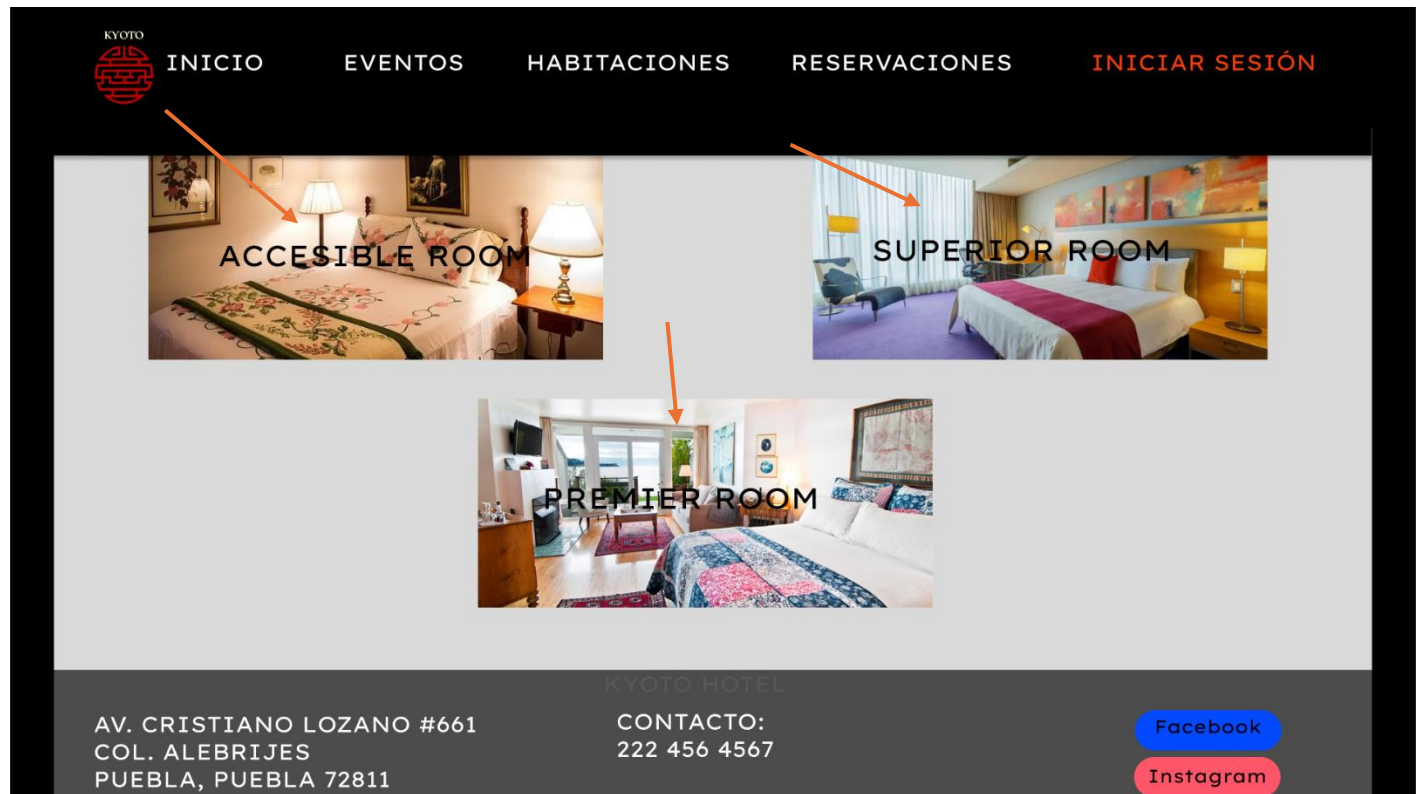 KYOTO
INICIO
EVENTOS
HABITACIONES
RESERVACIONES
INICIAR SESIÓN
ACCESIBLE ROOM
SUPERIOR ROOM
PREMIER ROOM
KYOTO HOTEL
AV. CRISTIANO LOZANO #661
COL. ALEBRIJES
PUEBLA, PUEBLA 72811
CONTACTO:
222 456 4567
Facebook
Instagram